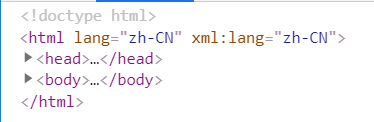 <!doctype html>
<html lang="zh-CN" xml:lang="zh-CN">
▶<head>…</head>
▶<body>…</body>
</html>